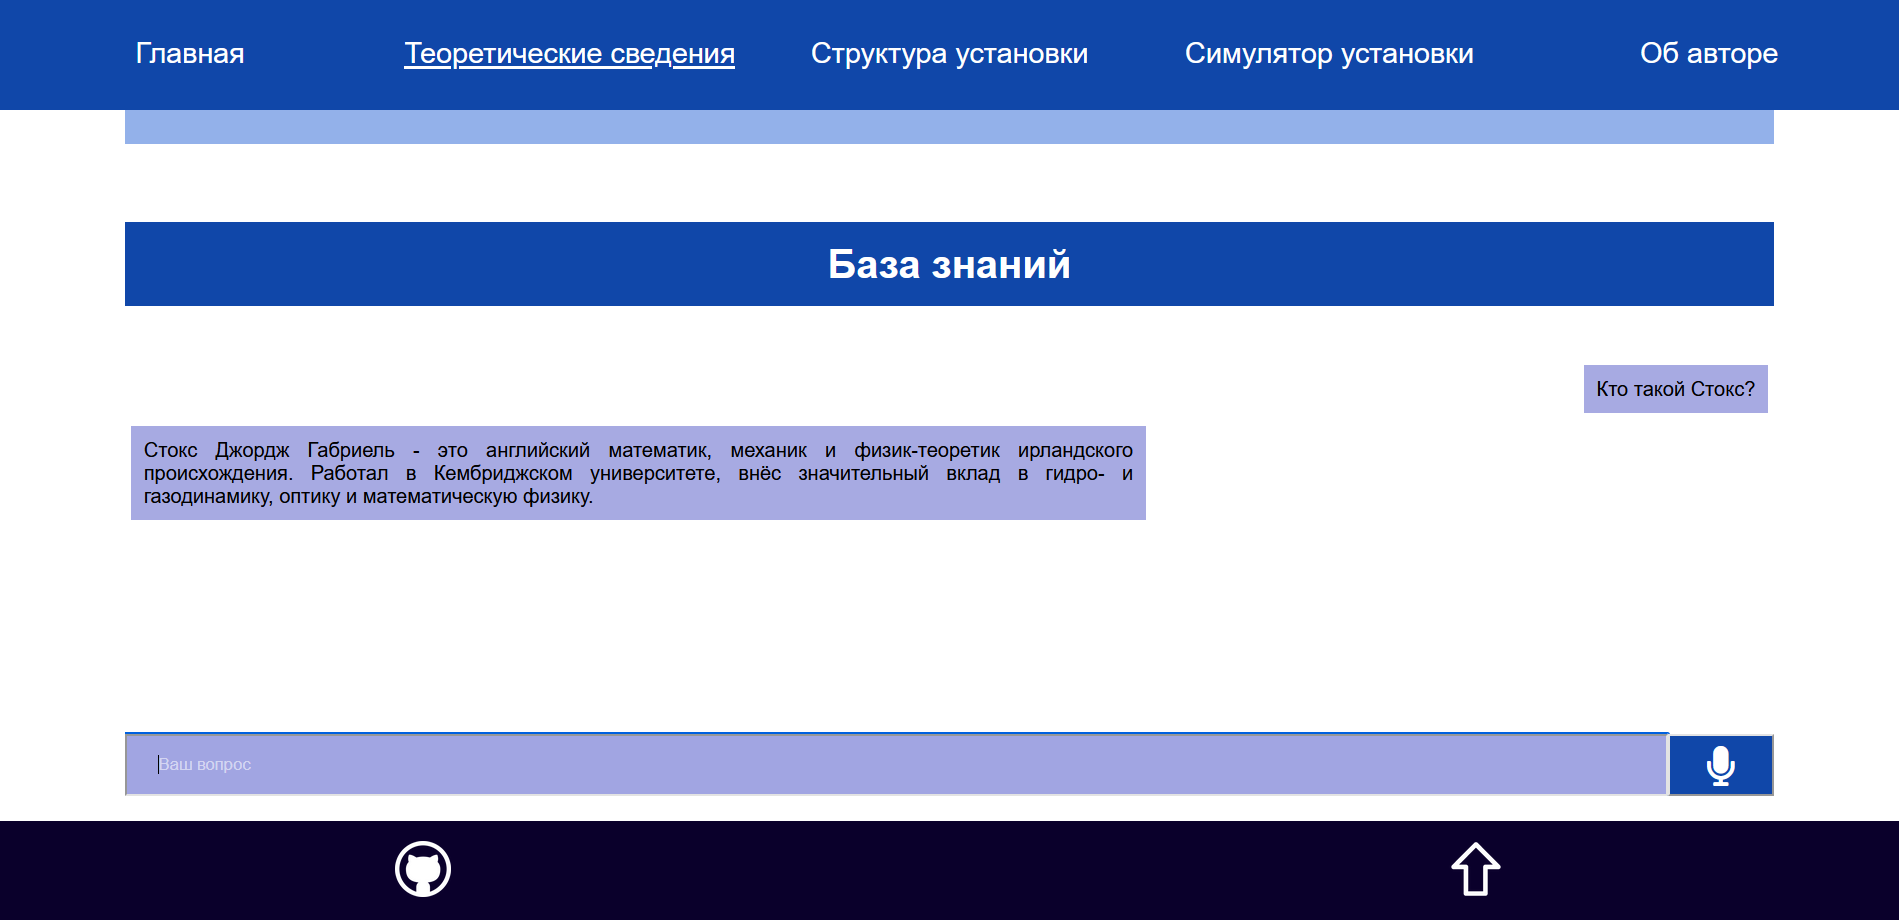 Главная Теоретические сведения Структура установки Симулятор установки Об авторе
База знаний
Кто такой Стокс?
Стокс Джордж Габриель - это английский математик, механик и физик-теоретик ирландского
происхождения. Работал в Кембриджском университете, внёс значительный вклад в гидро- и
газодинамику, оптику и математическую физику.
Ваш вопрос